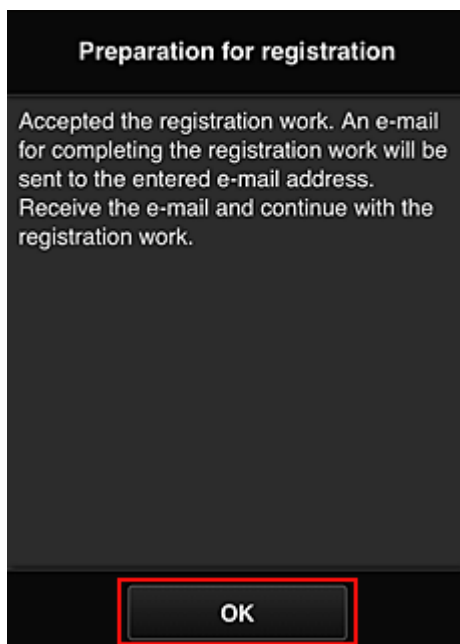 Preparation for registration
Accepted the registration work. An e-mail
for completing the registration work will be
sent to the entered e-mail address.
Receive the e-mail and continue with the
registration work.
OK